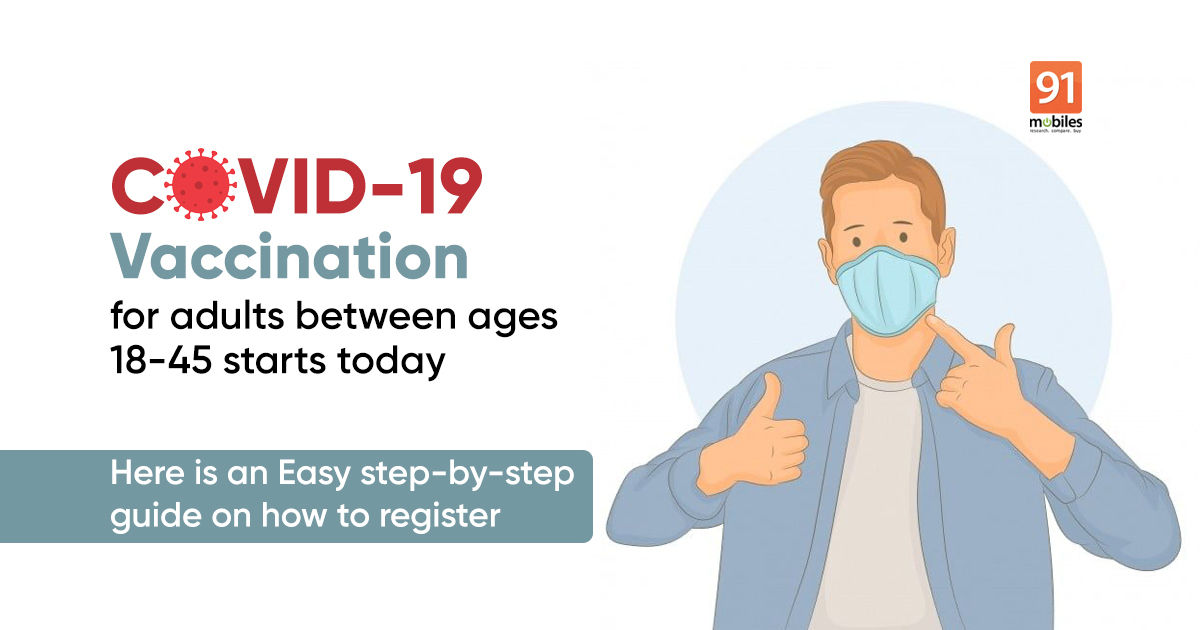 COVID-19
Vaccination
for adults between ages
18-45 starts today
Here is an Easy step-by-step
guide on how to register
91
mobiles
research. compare. buy